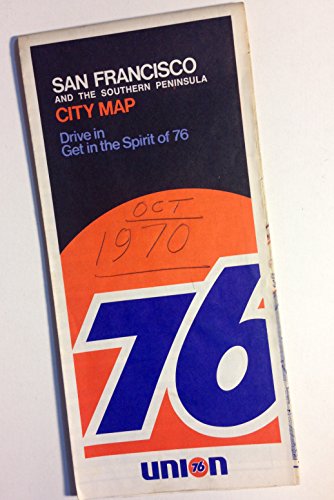 SAN FRANCISCO
AND THE SOUTHERN PENINSULA
CITY MAP
Drive in
Get in the Spirit of 76
OCT
1970
76
union 76